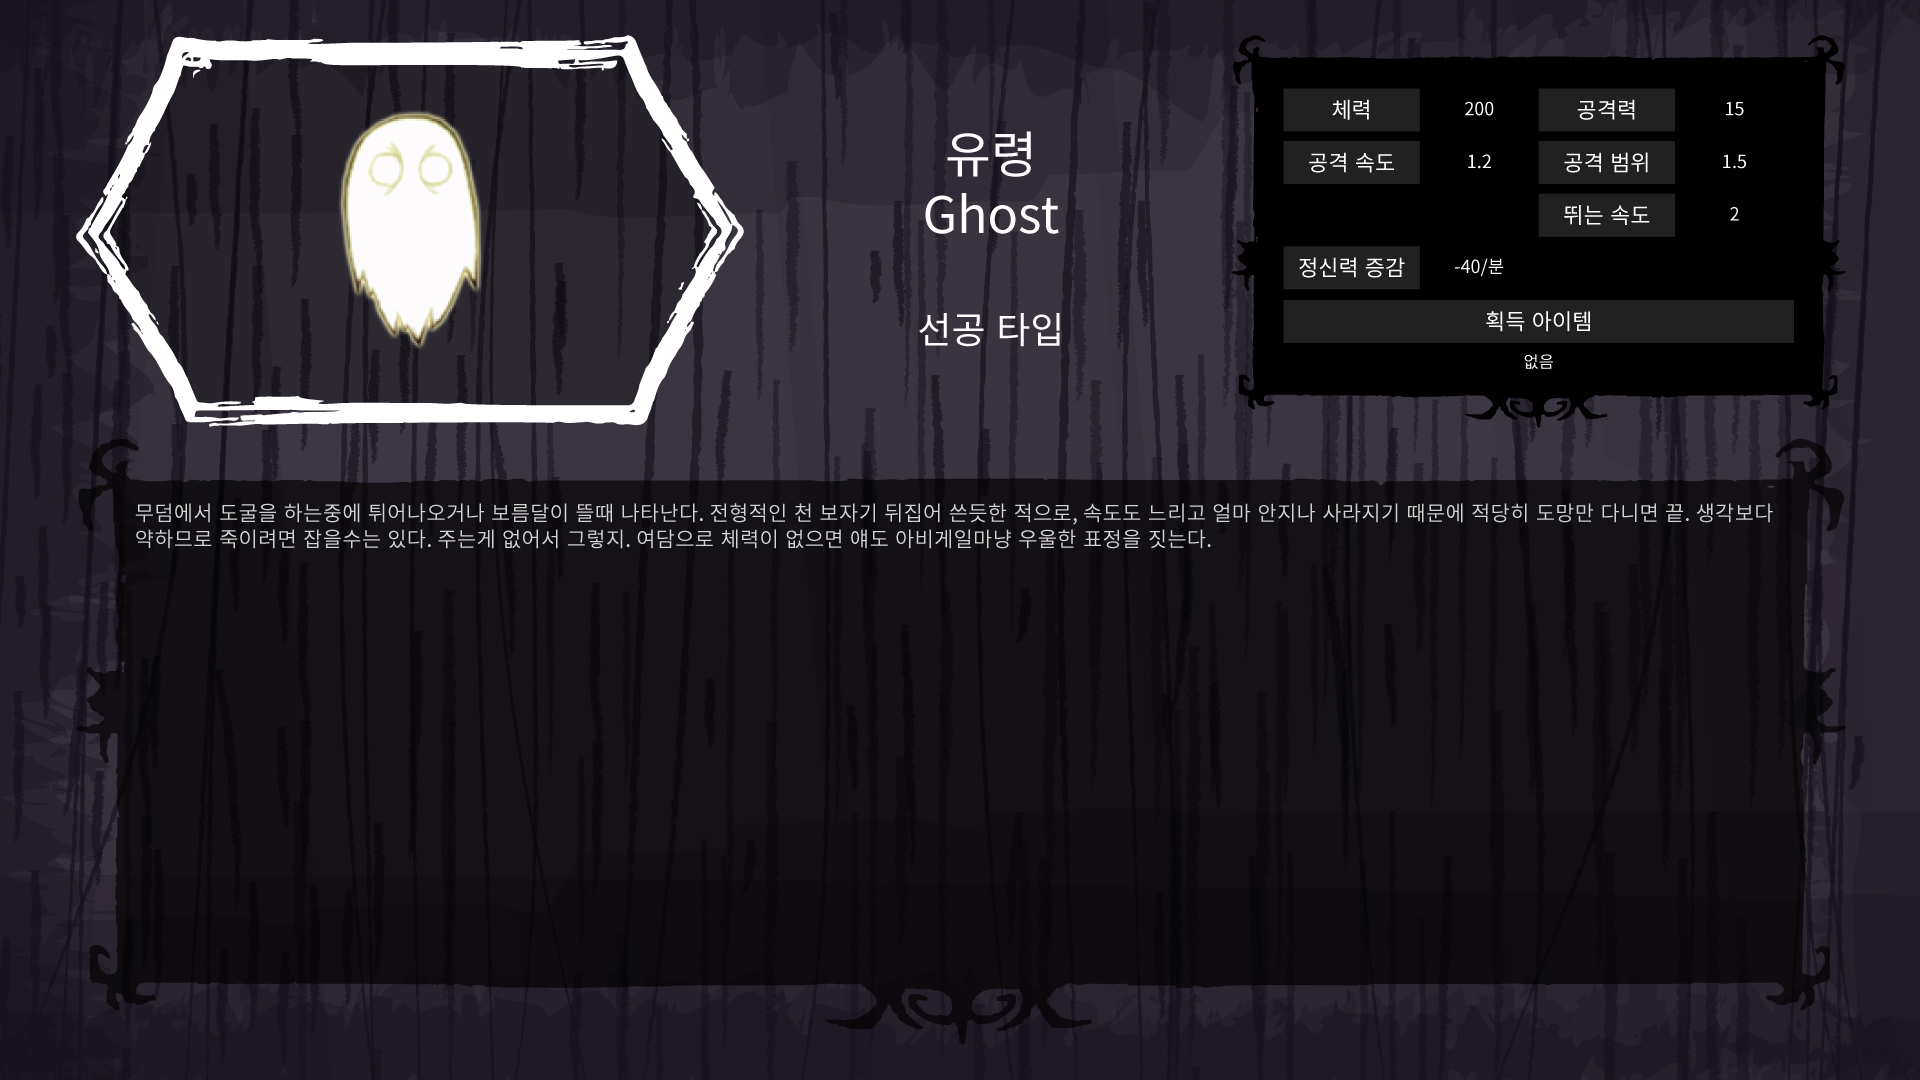 유령
Ghost
선공 타입
체력 200 공격력 15
공격 속도 1.2 공격 범위 1.5
뛰는 속도 2
정신력 증감 -40/분
획득 아이템
없음
무덤에서 도굴을 하는중에 튀어나오거나 보름달이 뜰때 나타난다. 전형적인 천 보자기 뒤집어 쓴듯한 적으로, 속도도 느리고 얼마 안지나 사라지기 때문에 적당히 도망만 다니면 끝. 생각보다
약하므로 죽이려면 잡을수는 있다. 주는게 없어서 그렇지. 여담으로 체력이 없으면 얘도 아비게일마냥 우울한 표정을 짓는다.